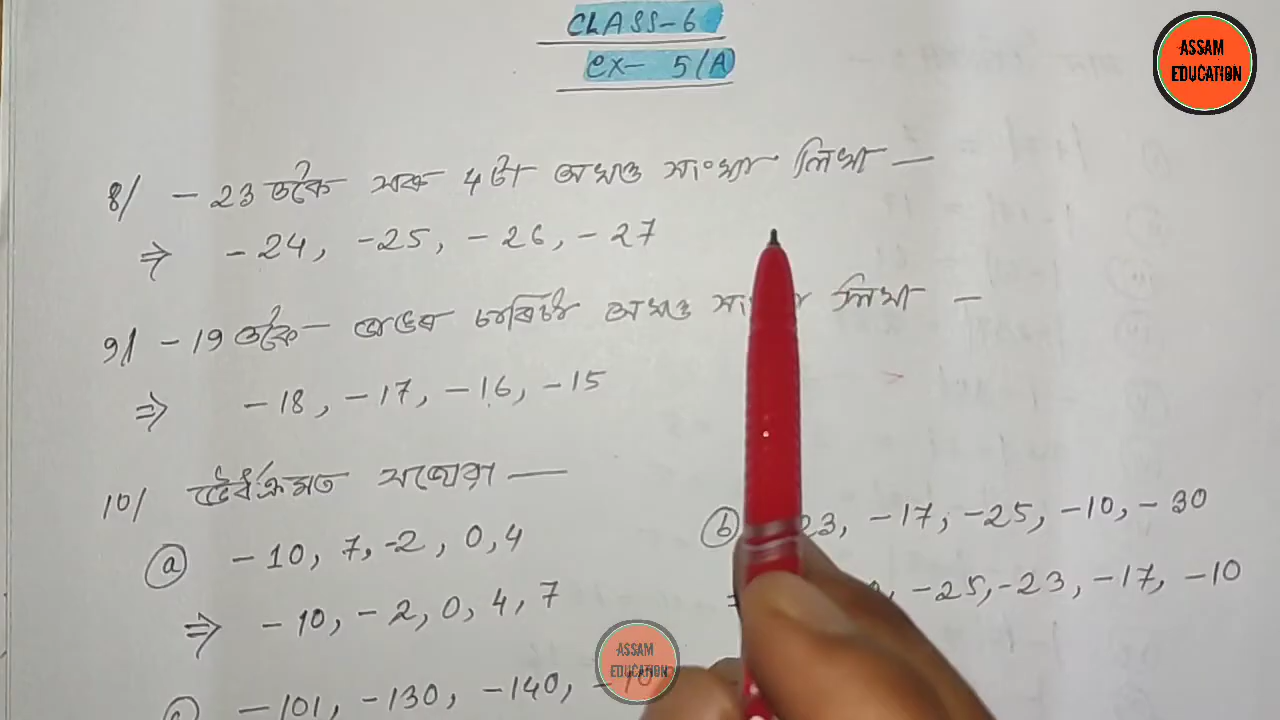 CLASS-6
EX- 5/A
ASSAM
EDUCATION
8/ -23 তকৈ সৰু 4টা অখণ্ড সংখ্যা লিখা —
⇒ -24, -25, -26, -27
9/ -19 তকৈ— ডাঙৰ চাৰিটা অখণ্ড লিখা —
⇒ -18, -17, -16, -15
10/ উৰ্ধক্ৰমত সজোৱা —
ⓐ -10, 7, -2, 0, 4
⇒ -10, -2, 0, 4, 7
ⓑ 23, -17, -25, -10, -30
-25, -23, -17, -10
-101, -130, -140,
ASSAM
EDUCATION